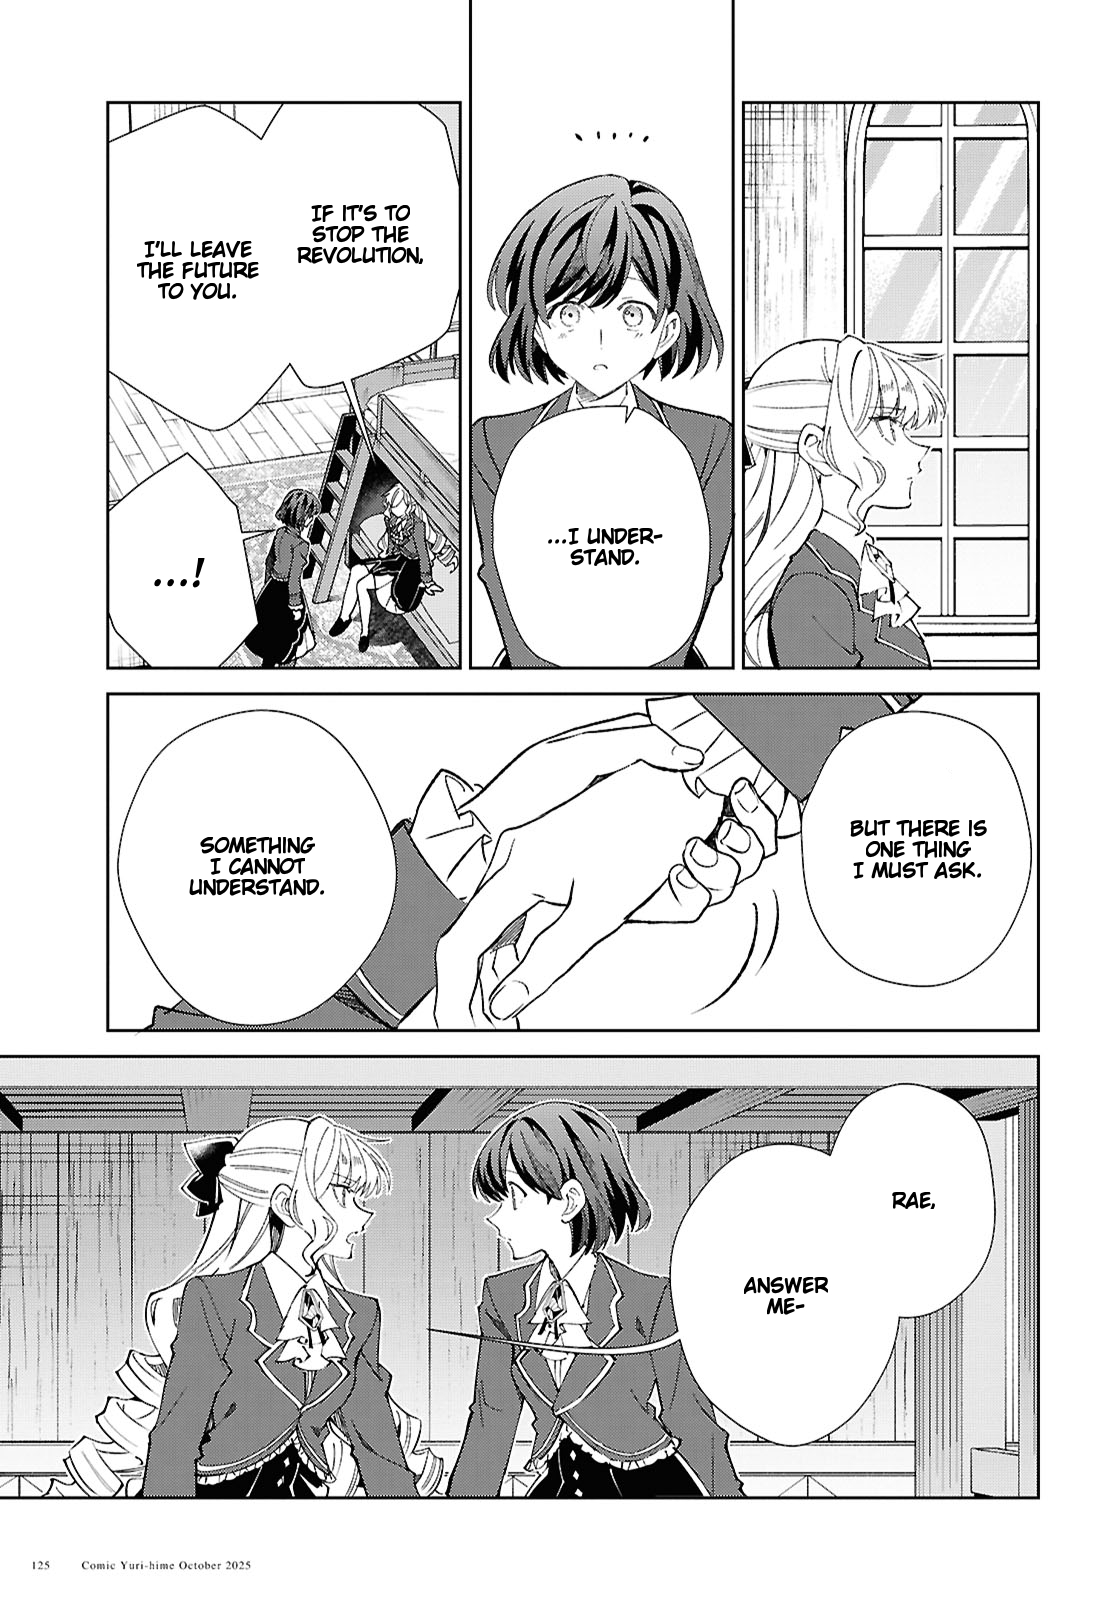 ...I UNDER-
STAND.
IF IT'S TO
STOP THE
REVOLUTION,
I'LL LEAVE
THE FUTURE
TO YOU.
...!
BUT THERE IS
ONE THING
I MUST ASK.
SOMETHING
I CANNOT
UNDERSTAND.
RAE,
ANSWER
ME-
125 Comic Yuri-hime October 2025